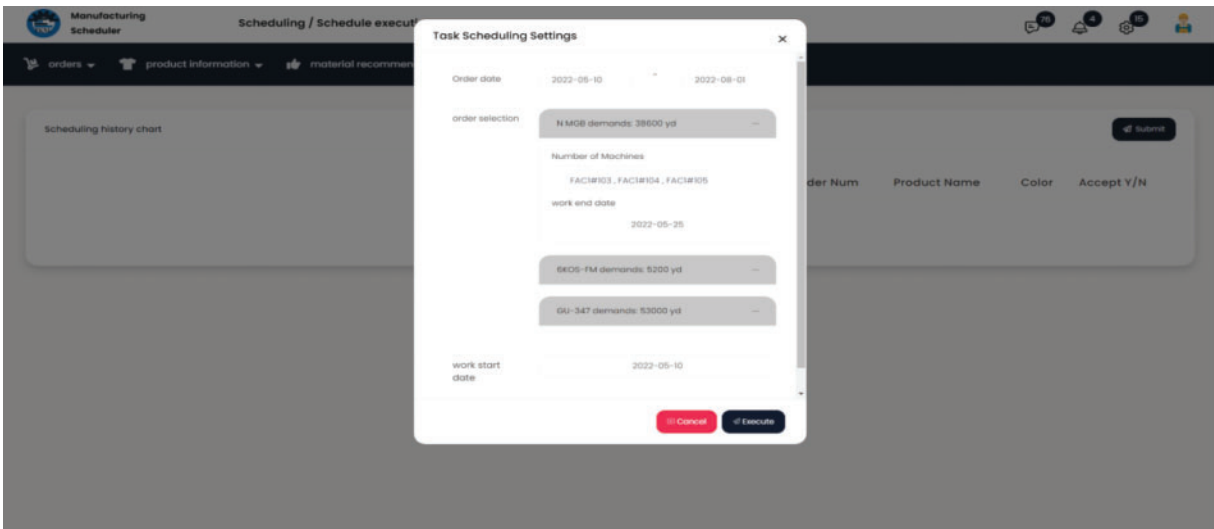 Manufacturing
Scheduler
Scheduling / Schedule executi
76
4
15
orders
product information
material recommen
Scheduling history chart
Submit
der Num
Product Name
Color
Accept Y/N
Task Scheduling Settings
Order date
2022-05-10
-
2022-08-01
order selection
N MGB demands: 38600 yd
Number of Machines
FAC1#103 , FAC1#104 , FAC1#105
work end date
2022-05-25
6KOS-FM demands: 5200 yd
GU-347 demands: 53000 yd
work start
date
2022-05-10
Cancel
Execute